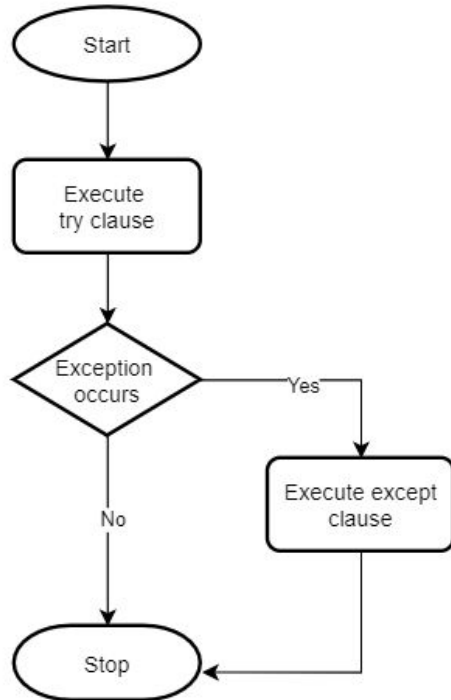 Start
Execute
try clause
Exception
occurs
Yes
Execute except
clause
No
Stop